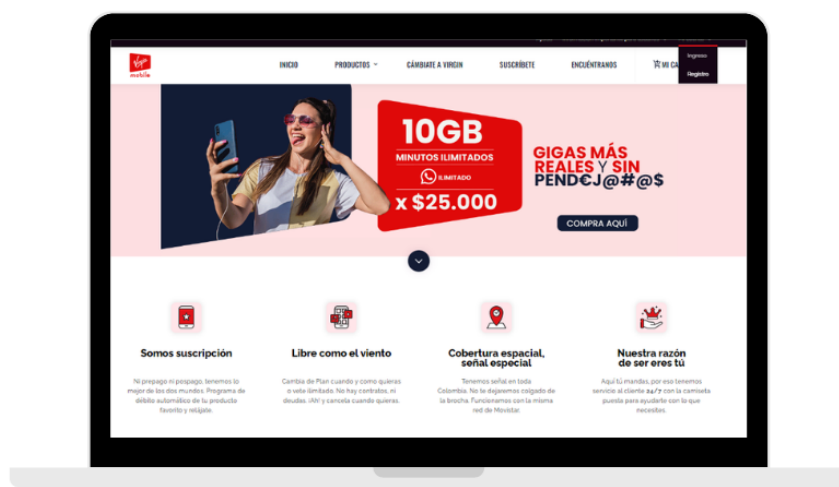 Virgin
mobile
INICIO
PRODUCTOS
CÁMBIATE A VIRGIN
SUSCRÍBETE
ENCUÉNTRANOS
MI CA
Ingreso
Registro
10GB
MINUTOS ILIMITADOS
ILIMITADO
x $25.000
GIGAS MÁS
REALES Y SIN
PEND€J@#@$
COMPRA AQUÍ
Somos suscripción
Ni prepago ni pospago, tenemos lo
mejor de los dos mundos. Programa de
débito automático de tu producto
favorito y relájate.
Libre como el viento
Cambia de Plan cuando y como quieras
o vete ilimitado. No hay contratos, ni
deudas. ¡AH! y cancela cuando quieras.
Cobertura espacial,
señal especial
Tenemos señal en toda
Colombia. No te dejaremos colgado de
la brocha. Funcionamos con la misma
red de Movistar.
Nuestra razón
de ser eres tú
Aquí tú mandas, por eso tenemos
servicio al cliente 24/7 con la camiseta
puesta para ayudarte con lo que
necesites.